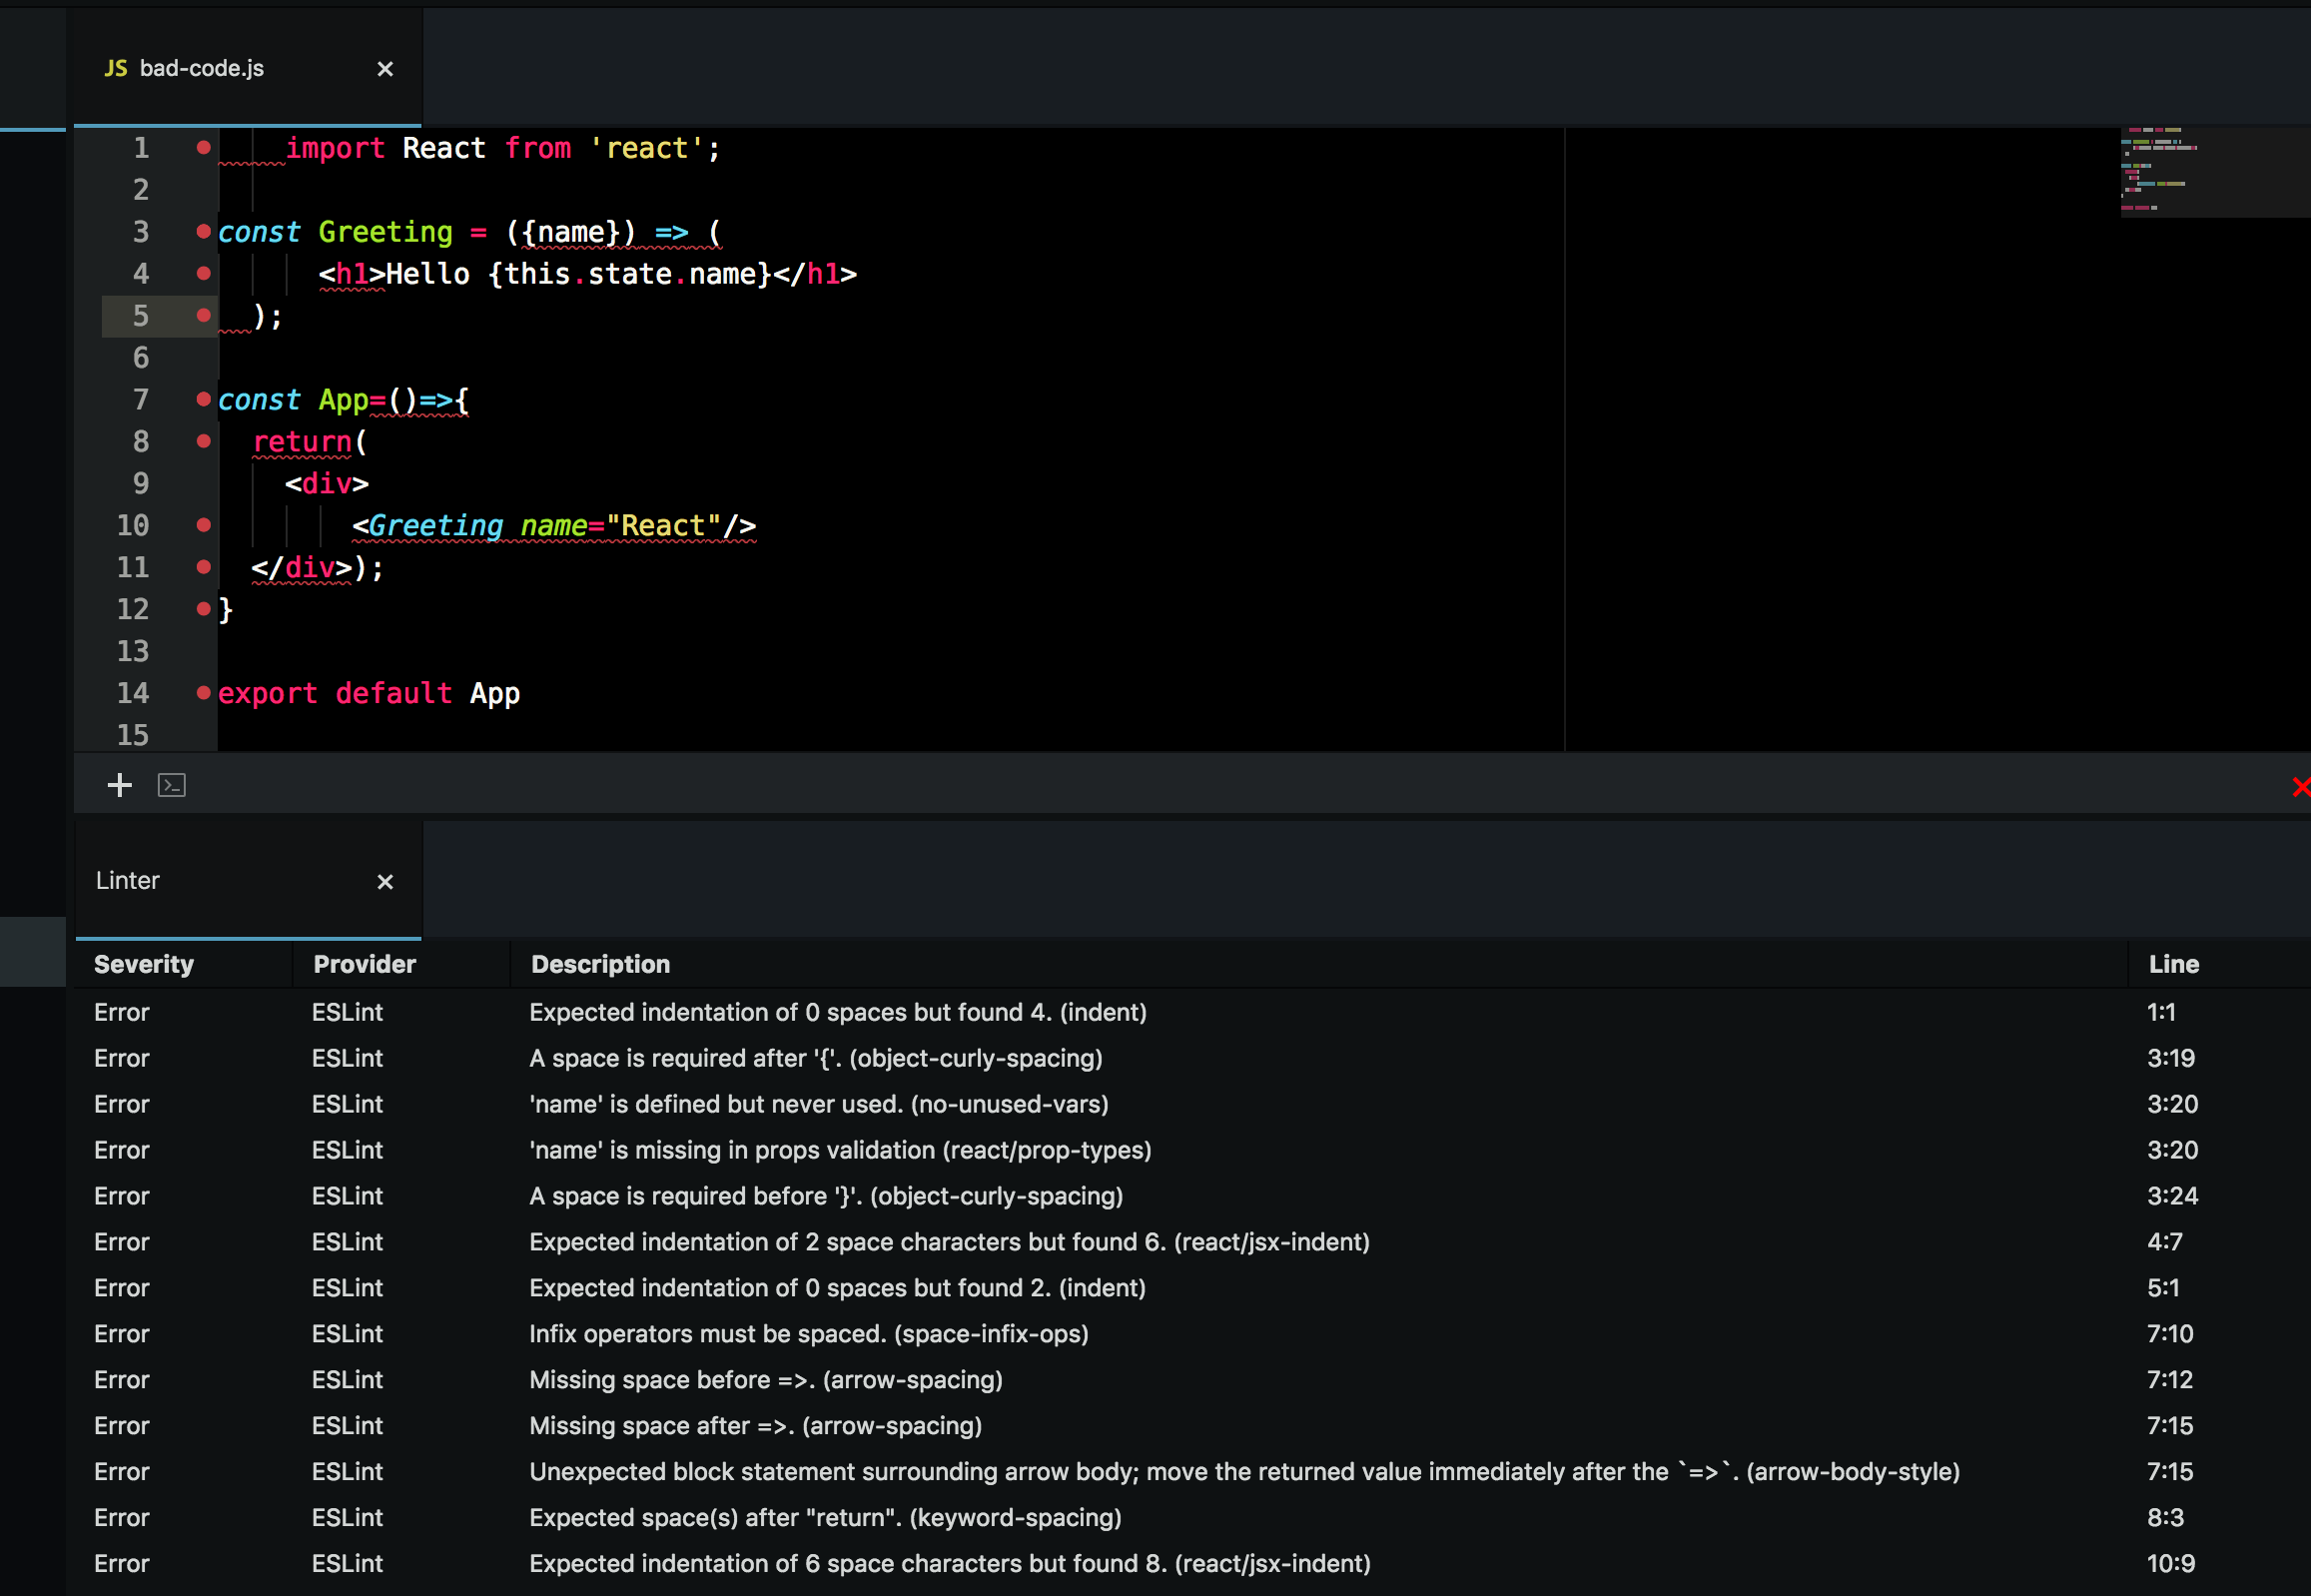 JS bad-code.js ×
1     import React from 'react';
2
3 const Greeting = ({name}) => (
4       <h1>Hello {this.state.name}</h1>
5   );
6
7 const App=()=>{
8   return(
9     <div>
10         <Greeting name="React"/>
11   </div>);
12 }
13
14 export default App
15
Linter ×
Severity Provider Description Line
Error ESLint Expected indentation of 0 spaces but found 4. (indent) 1:1
Error ESLint A space is required after '{'. (object-curly-spacing) 3:19
Error ESLint 'name' is defined but never used. (no-unused-vars) 3:20
Error ESLint 'name' is missing in props validation (react/prop-types) 3:20
Error ESLint A space is required before '}'. (object-curly-spacing) 3:24
Error ESLint Expected indentation of 2 space characters but found 6. (react/jsx-indent) 4:7
Error ESLint Expected indentation of 0 spaces but found 2. (indent) 5:1
Error ESLint Infix operators must be spaced. (space-infix-ops) 7:10
Error ESLint Missing space before =>. (arrow-spacing) 7:12
Error ESLint Missing space after =>. (arrow-spacing) 7:15
Error ESLint Unexpected block statement surrounding arrow body; move the returned value immediately after the `=>`. (arrow-body-style) 7:15
Error ESLint Expected space(s) after "return". (keyword-spacing) 8:3
Error ESLint Expected indentation of 6 space characters but found 8. (react/jsx-indent) 10:9